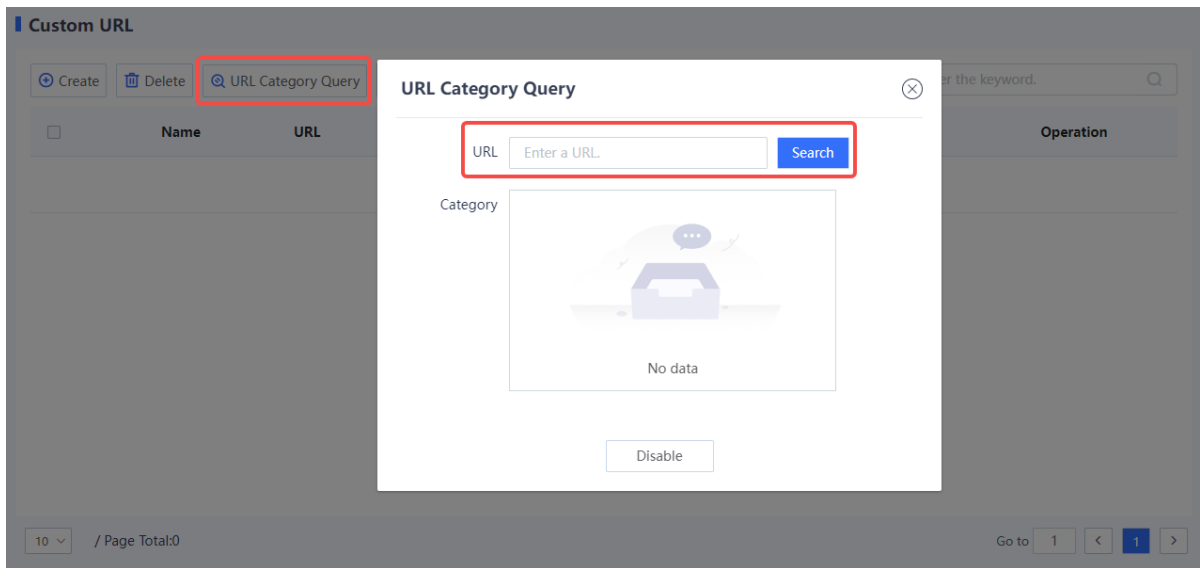 Custom URL
Create Delete URL Category Query er the keyword.
Name URL Operation
URL Category Query
URL Enter a URL. Search
Category
No data
Disable
10 / Page Total:0 Go to 1 < 1 >